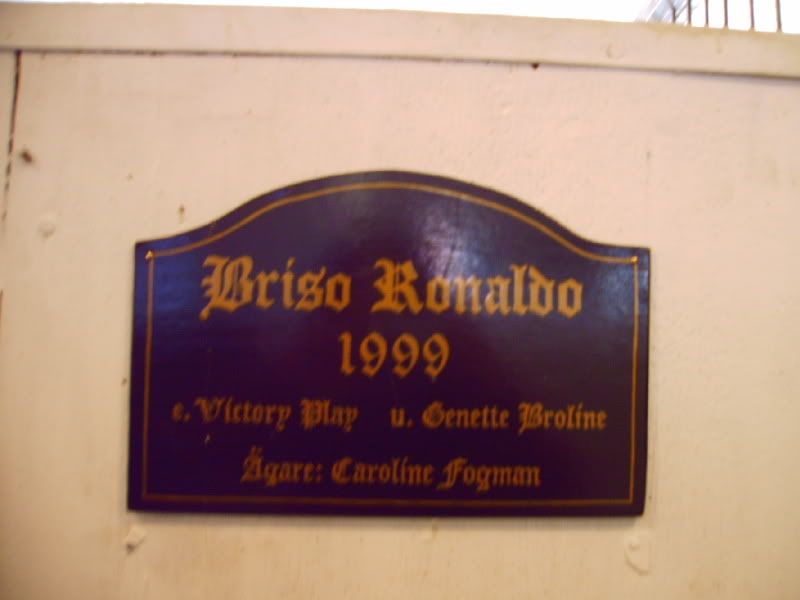 Briso Ronaldo
1999
e. Victory Play u. Genette Broline
Ägare: Caroline Fogman